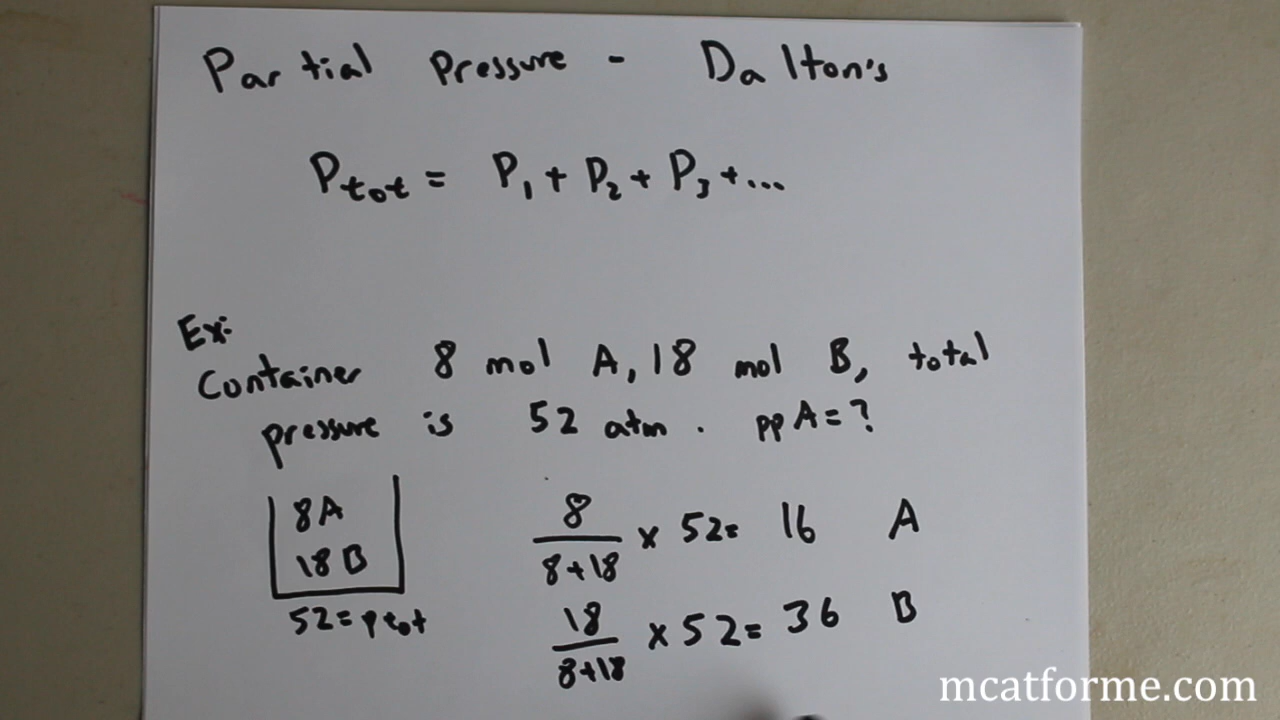 Partial Pressure - Dalton's
Ptot = P1 + P2 + P3 + ...
Ex:
Container 8 mol A, 18 mol B, total
pressure is 52 atm. ppA = ?
8A
18B
52 = ptot
8/(8+18) x 52 = 16 A
18/(8+18) x 52 = 36 B
mcatforme.com